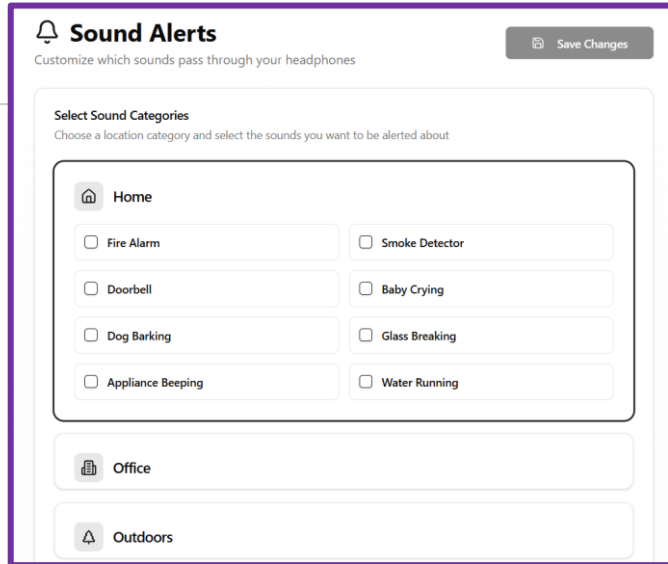 Sound Alerts
Save Changes
Customize which sounds pass through your headphones
Select Sound Categories
Choose a location category and select the sounds you want to be alerted about
Home
Fire Alarm
Smoke Detector
Doorbell
Baby Crying
Dog Barking
Glass Breaking
Appliance Beeping
Water Running
Office
Outdoors